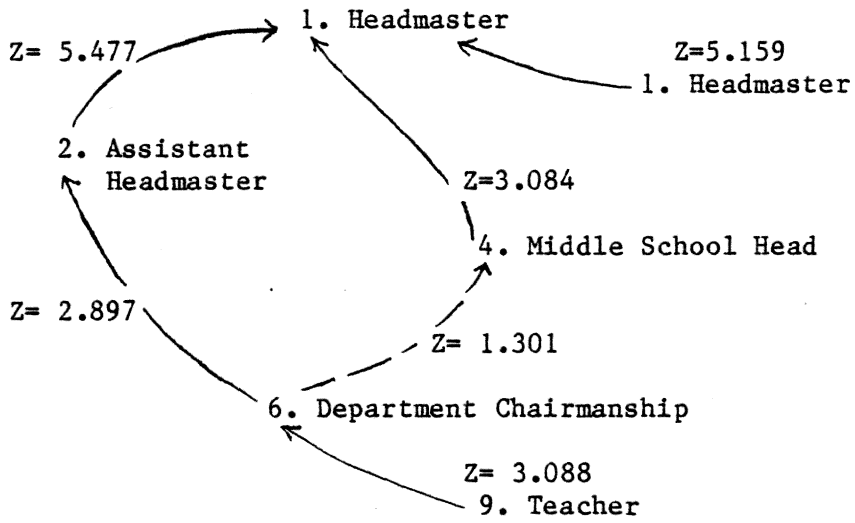 1. Headmaster
Z= 5.477
Z=5.159
1. Headmaster
2. Assistant
Headmaster
Z=3.084
4. Middle School Head
Z= 2.897
Z= 1.301
6. Department Chairmanship
Z= 3.088
9. Teacher